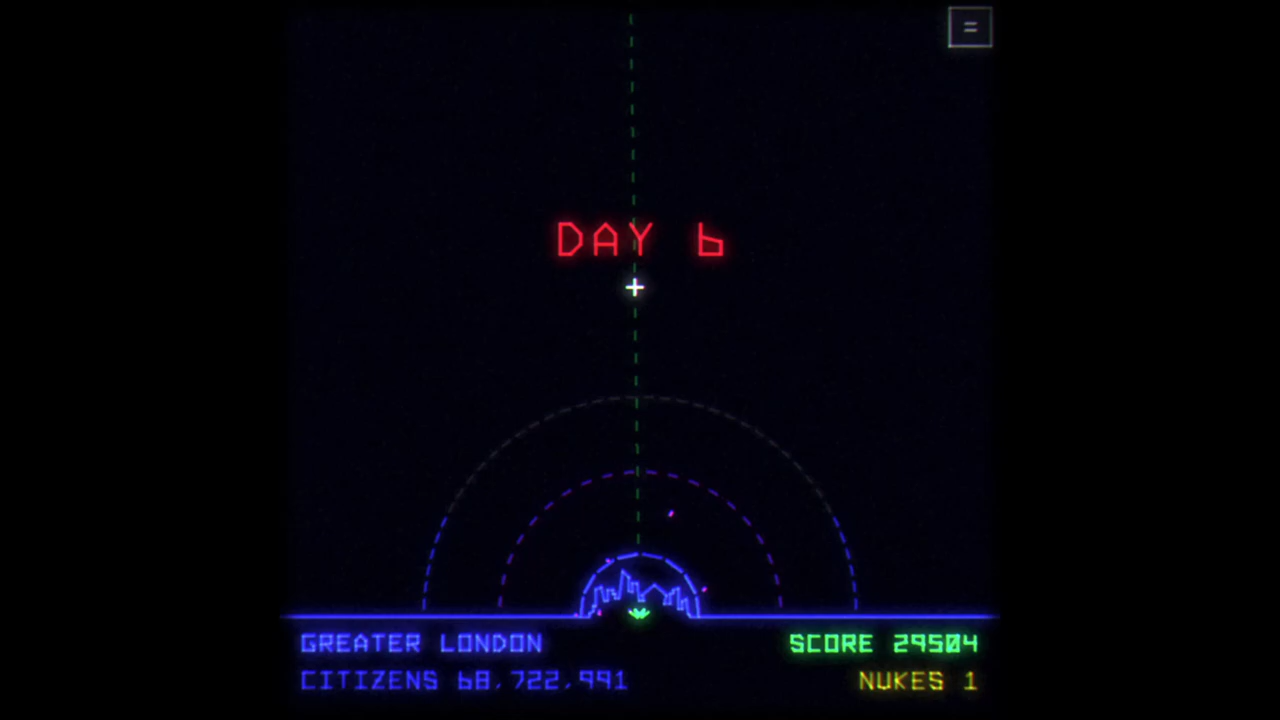 =
DAY 6
GREATER LONDON
SCORE 29504
CITIZENS 68,722,991
NUKES 1